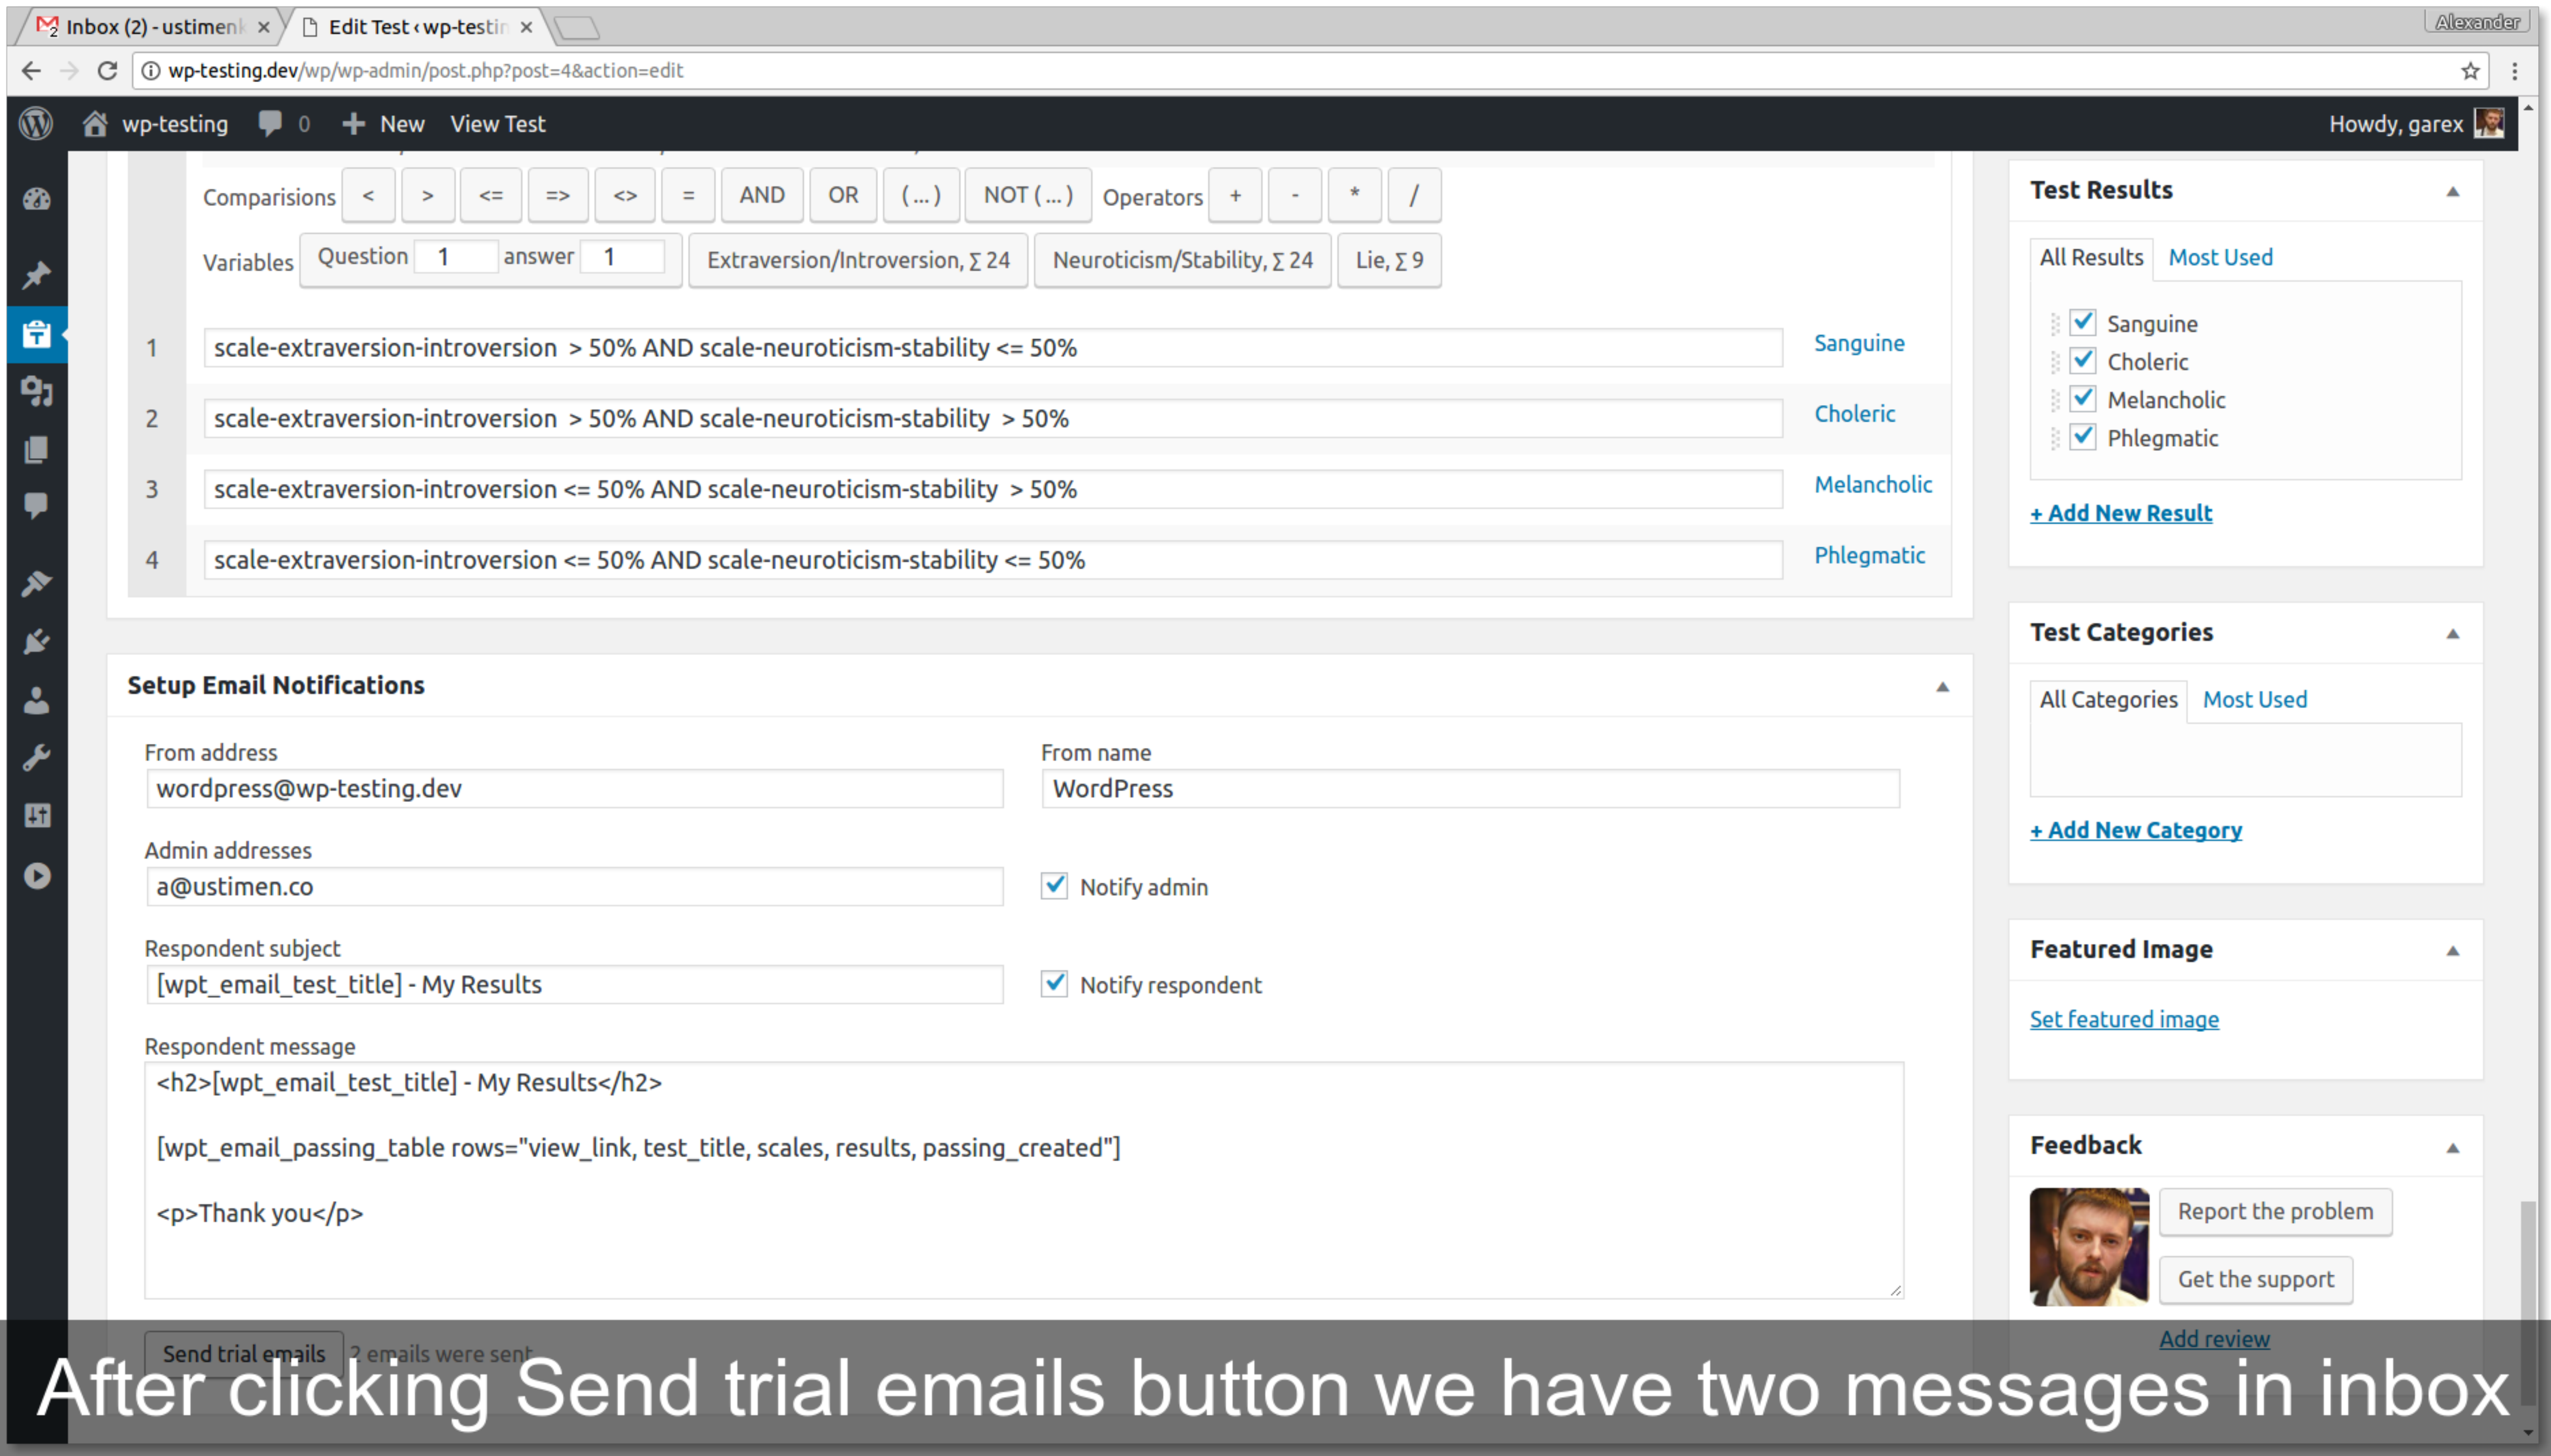 Inbox (2) - ustimenk
Edit Test ‹ wp-testin
Alexander
wp-testing.dev/wp/wp-admin/post.php?post=4&action=edit
wp-testing 0 + New View Test
Howdy, garex
Comparisions < > <= => <> = AND OR (...) NOT (...) Operators + - * /
Variables Question 1 answer 1 Extraversion/Introversion, ∑ 24 Neuroticism/Stability, ∑ 24 Lie, ∑ 9
1 scale-extraversion-introversion > 50% AND scale-neuroticism-stability <= 50% Sanguine
2 scale-extraversion-introversion > 50% AND scale-neuroticism-stability > 50% Choleric
3 scale-extraversion-introversion <= 50% AND scale-neuroticism-stability > 50% Melancholic
4 scale-extraversion-introversion <= 50% AND scale-neuroticism-stability <= 50% Phlegmatic
Setup Email Notifications
From address From name
wordpress@wp-testing.dev WordPress
Admin addresses
a@ustimen.co Notify admin
Respondent subject
[wpt_email_test_title] - My Results Notify respondent
Respondent message
<h2>[wpt_email_test_title] - My Results</h2>
[wpt_email_passing_table rows="view_link, test_title, scales, results, passing_created"]
<p>Thank you</p>
Send trial emails 2 emails were sent
Test Results
All Results Most Used
Sanguine
Choleric
Melancholic
Phlegmatic
+ Add New Result
Test Categories
All Categories Most Used
+ Add New Category
Featured Image
Set featured image
Feedback
Report the problem
Get the support
Add review
After clicking Send trial emails button we have two messages in inbox